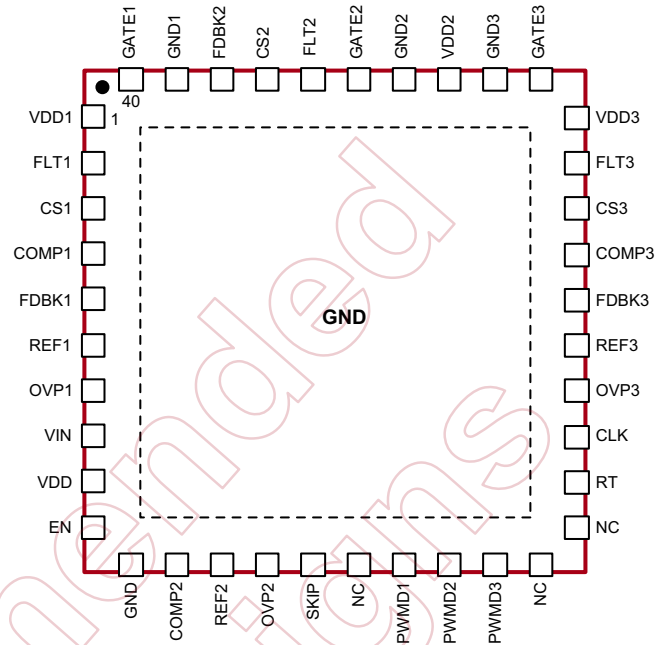 GATE1
GND1
FDBK2
CS2
FLT2
GATE2
GND2
VDD2
GND3
GATE3
40
1
VDD1
FLT1
CS1
COMP1
FDBK1
REF1
OVP1
VIN
VDD
EN
GND
VDD3
FLT3
CS3
COMP3
FDBK3
REF3
OVP3
CLK
RT
NC
GND
COMP2
REF2
OVP2
SKIP
NC
PWMD1
PWMD2
PWMD3
NC
mended
igns